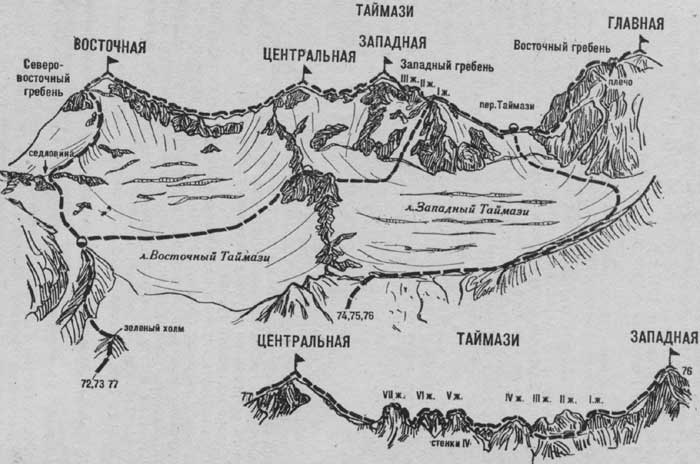 ТАЙМАЗИ
ВОСТОЧНАЯ
ЦЕНТРАЛЬНАЯ
ЗАПАДНАЯ
ГЛАВНАЯ
Северо-
восточный
гребень
Западный гребень
III ж.
II ж.
I ж.
Восточный гребень
плечо
пер. Таймази
седловина
л. Западный Таймази
л. Восточный Таймази
74,75,76
зеленый холм
72,73 77
ЦЕНТРАЛЬНАЯ
ТАЙМАЗИ
ЗАПАДНАЯ
77
VII ж.
VI ж.
V ж.
IV ж.
III ж.
II ж.
I ж.
76
стенки IV